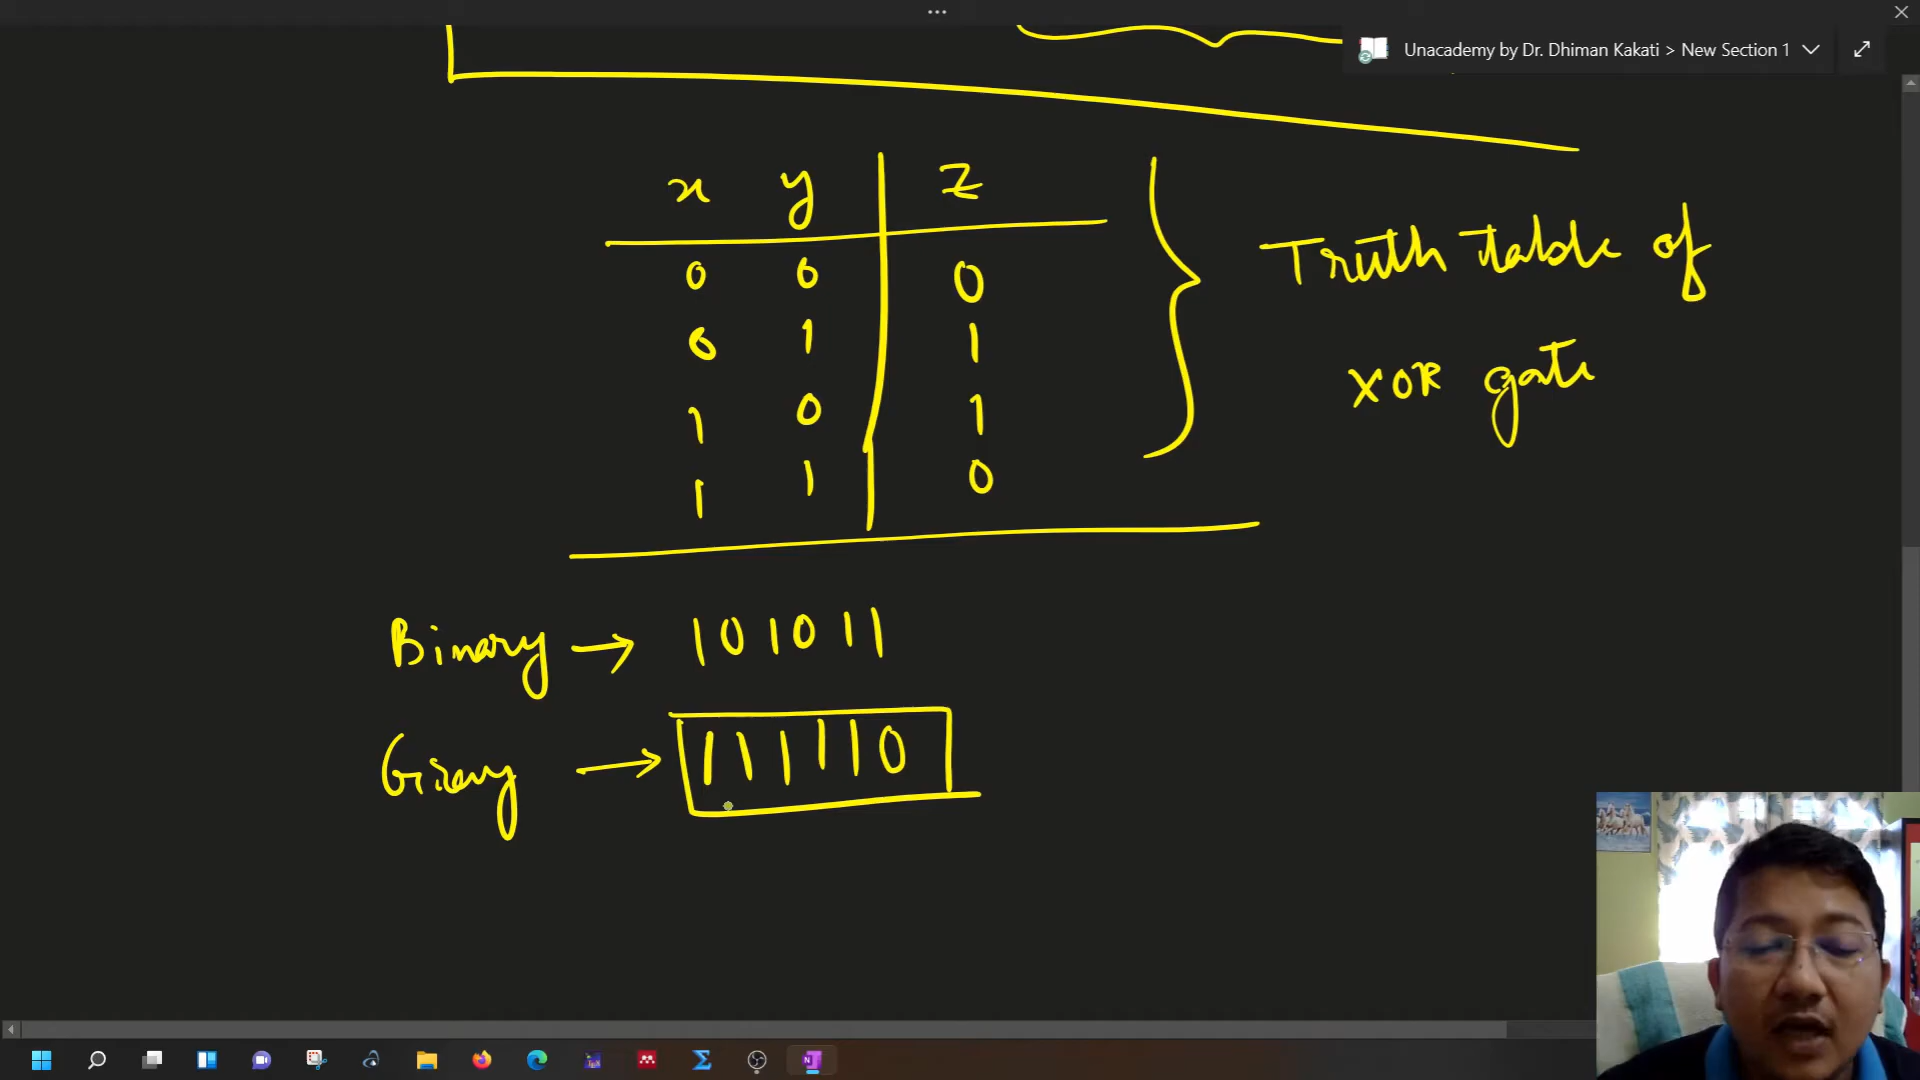 Unacademy by Dr. Dhiman Kakati > New Section 1
x y z
0 0 0
0 1 1
1 0 1
1 1 0
Truth table of
XOR gate
Binary → 101011
Gray → 111110